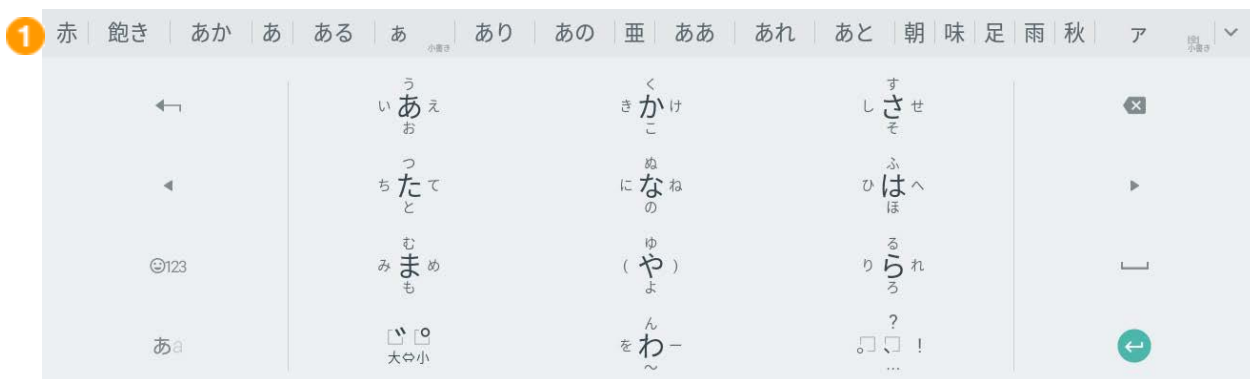 1 赤 飽き あか あ ある ぁ 小書き あり あの 亜 ああ あれ あと 朝 味 足 雨 秋 ァ
う く す
い あ え き か け し さ せ
お こ そ
つ ぬ ふ
ち た て に な ね ひ は へ
と の ほ
む ゆ る
123 み ま め ( や ) り ら れ
も よ ろ
ん ?
あa ゛ ゜ を わ ー 。 、 !
大⇔小 〜 …